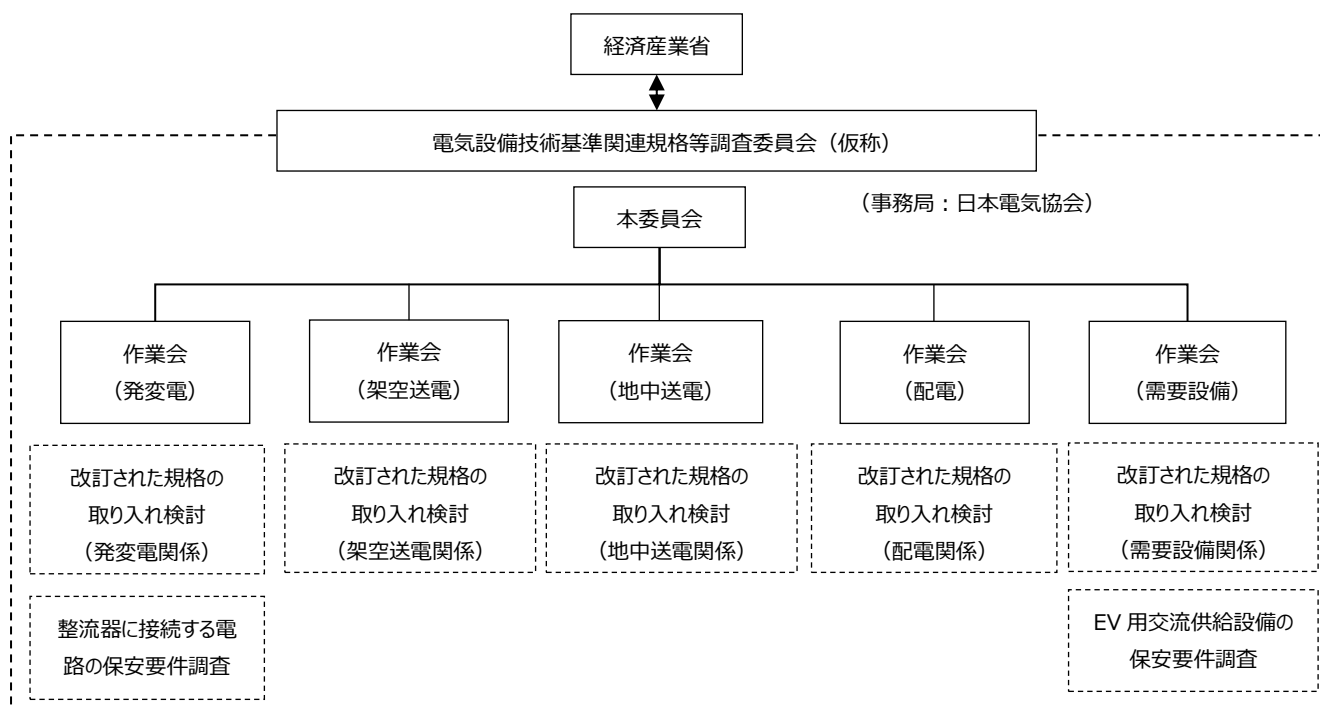 経済産業省
電気設備技術基準関連規格等調査委員会（仮称）
（事務局：日本電気協会）
本委員会
作業会
（発変電）
作業会
（架空送電）
作業会
（地中送電）
作業会
（配電）
作業会
（需要設備）
改訂された規格の
取り入れ検討
（発変電関係）
改訂された規格の
取り入れ検討
（架空送電関係）
改訂された規格の
取り入れ検討
（地中送電関係）
改訂された規格の
取り入れ検討
（配電関係）
改訂された規格の
取り入れ検討
（需要設備関係）
整流器に接続する電
路の保安要件調査
EV 用交流供給設備の
保安要件調査